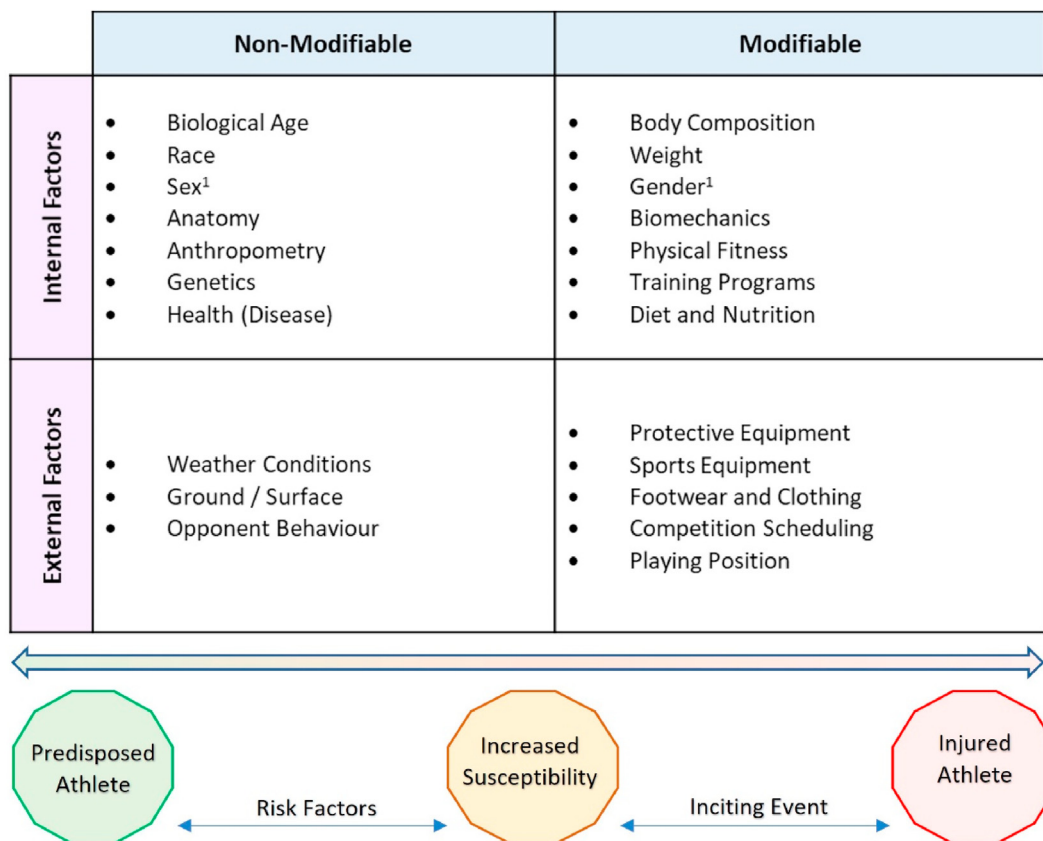 Non-Modifiable
Modifiable
Internal Factors
• Biological Age
• Race
• Sex¹
• Anatomy
• Anthropometry
• Genetics
• Health (Disease)
• Body Composition
• Weight
• Gender¹
• Biomechanics
• Physical Fitness
• Training Programs
• Diet and Nutrition
External Factors
• Weather Conditions
• Ground / Surface
• Opponent Behaviour
• Protective Equipment
• Sports Equipment
• Footwear and Clothing
• Competition Scheduling
• Playing Position
Predisposed
Athlete
Risk Factors
Increased
Susceptibility
Inciting Event
Injured
Athlete